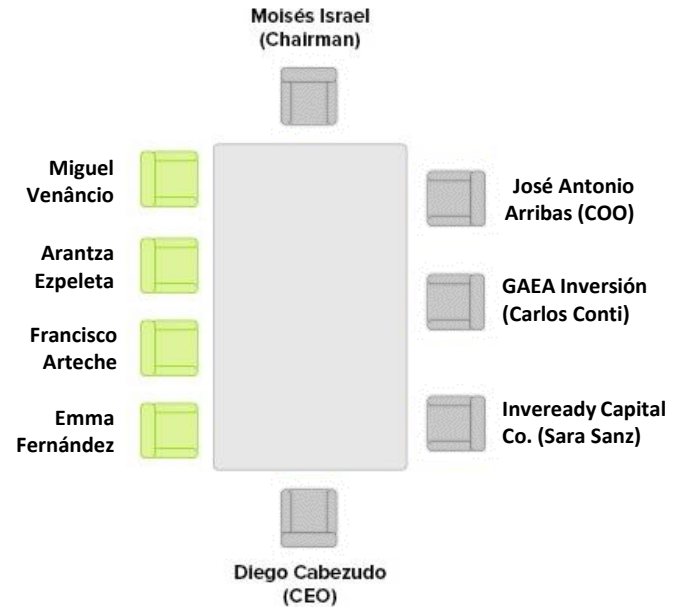 Moisés Israel
(Chairman)
Miguel
Venâncio
José Antonio
Arribas (COO)
Arantza
Ezpeleta
GAEA Inversión
(Carlos Conti)
Francisco
Arteche
Emma
Fernández
Inveready Capital
Co. (Sara Sanz)
Diego Cabezudo
(CEO)